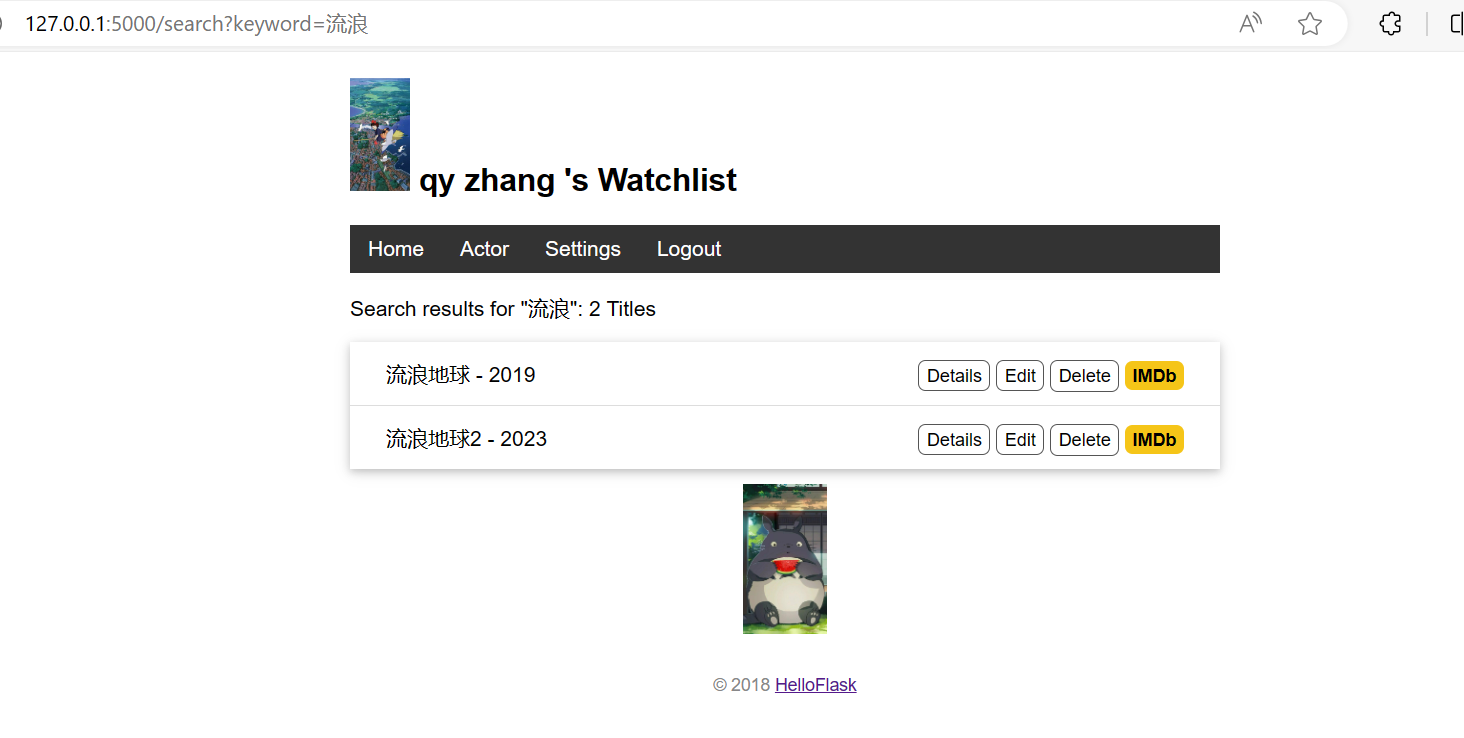 127.0.0.1:5000/search?keyword=流浪
qy zhang 's Watchlist
Home Actor Settings Logout
Search results for "流浪": 2 Titles
流浪地球 - 2019 Details Edit Delete IMDb
流浪地球2 - 2023 Details Edit Delete IMDb
© 2018 HelloFlask